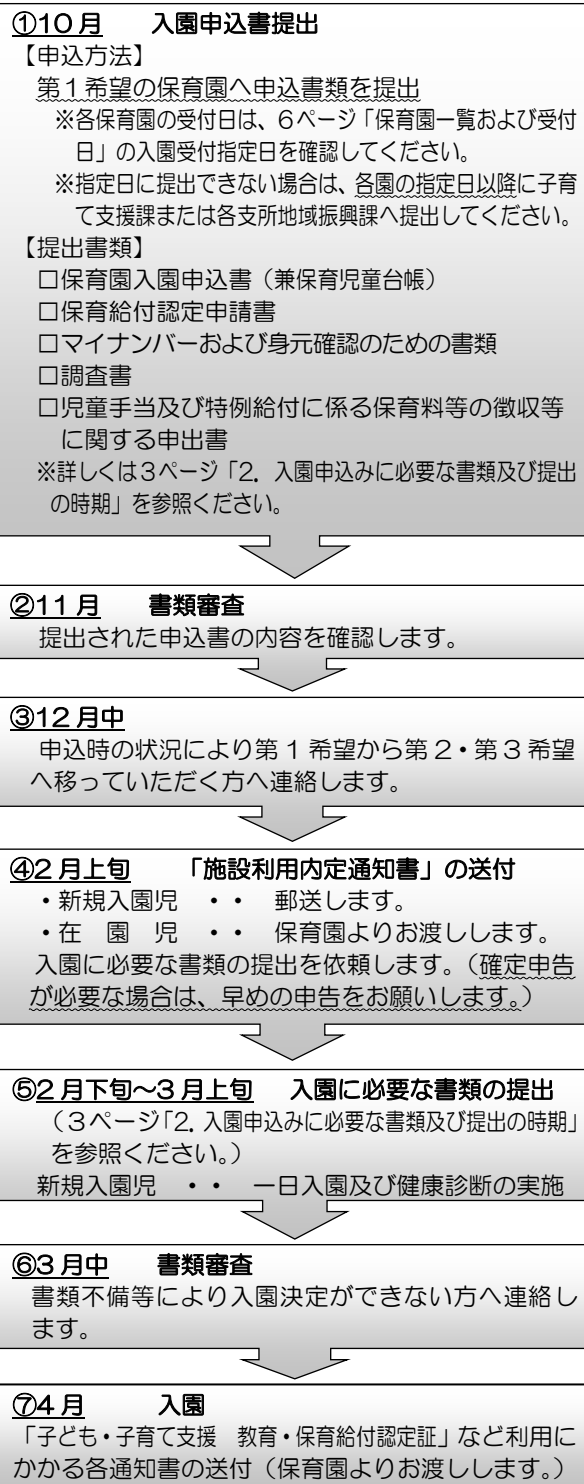 ①10月　入園申込書提出
【申込方法】
第1希望の保育園へ申込書類を提出
※各保育園の受付日は、6ページ「保育園一覧および受付
日」の入園受付指定日を確認してください。
※指定日に提出できない場合は、各園の指定日以降に子育
て支援課または各支所地域振興課へ提出してください。
【提出書類】
□保育園入園申込書（兼保育児童台帳）
□保育給付認定申請書
□マイナンバーおよび身元確認のための書類
□調査書
□児童手当及び特例給付に係る保育料等の徴収等
に関する申出書
※詳しくは3ページ「2．入園申込みに必要な書類及び提出
の時期」を参照ください。
②11月　書類審査
提出された申込書の内容を確認します。
③12月中
申込時の状況により第1希望から第2・第3希望
へ移っていただく方へ連絡します。
④2月上旬　「施設利用内定通知書」の送付
・新規入園児　・・　郵送します。
・在　園　児　・・　保育園よりお渡しします。
入園に必要な書類の提出を依頼します。（確定申告
が必要な場合は、早めの申告をお願いします。）
⑤2月下旬～3月上旬　入園に必要な書類の提出
（3ページ「2．入園申込みに必要な書類及び提出の時期」
を参照ください。）
新規入園児　・・　一日入園及び健康診断の実施
⑥3月中　書類審査
書類不備等により入園決定ができない方へ連絡し
ます。
⑦4月　入園
「子ども・子育て支援　教育・保育給付認定証」など利用に
かかる各通知書の送付（保育園よりお渡しします。）